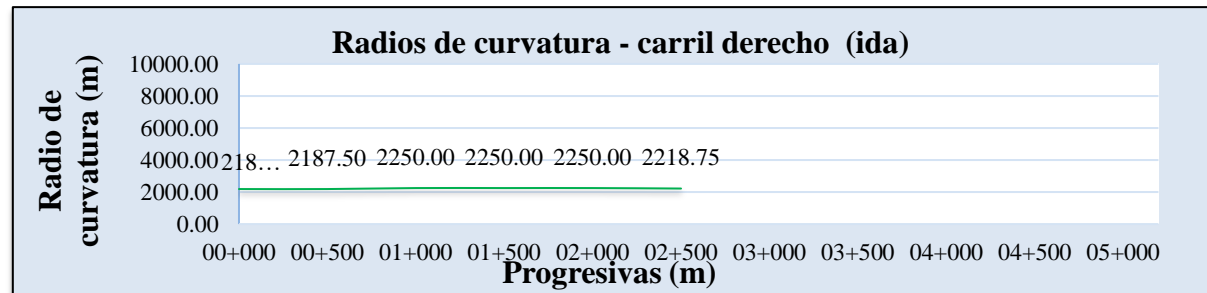 Radios de curvatura - carril derecho (ida)
Radio de
curvatura (m)
10000.00
8000.00
6000.00
4000.00
2000.00
0.00
218… 2187.50 2250.00 2250.00 2250.00 2218.75
00+000 00+500 01+000 01+500 02+000 02+500 03+000 03+500 04+000 04+500 05+000
Progresivas (m)